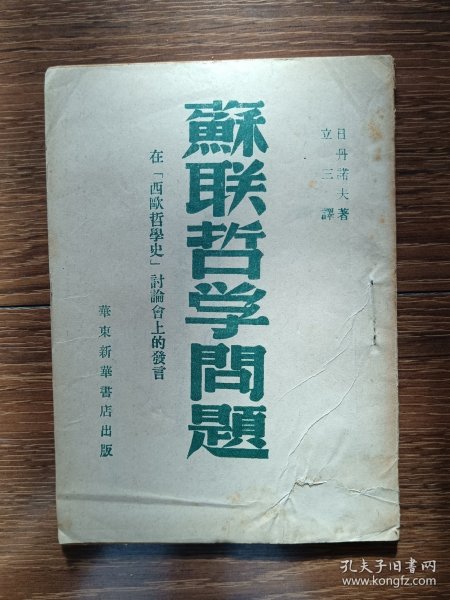 日丹諾夫著
立三譯
蘇联哲学問題
在「西歐哲學史」討論會上的發言
華東新華書店出版
孔夫子旧书网
www.kongfz.com